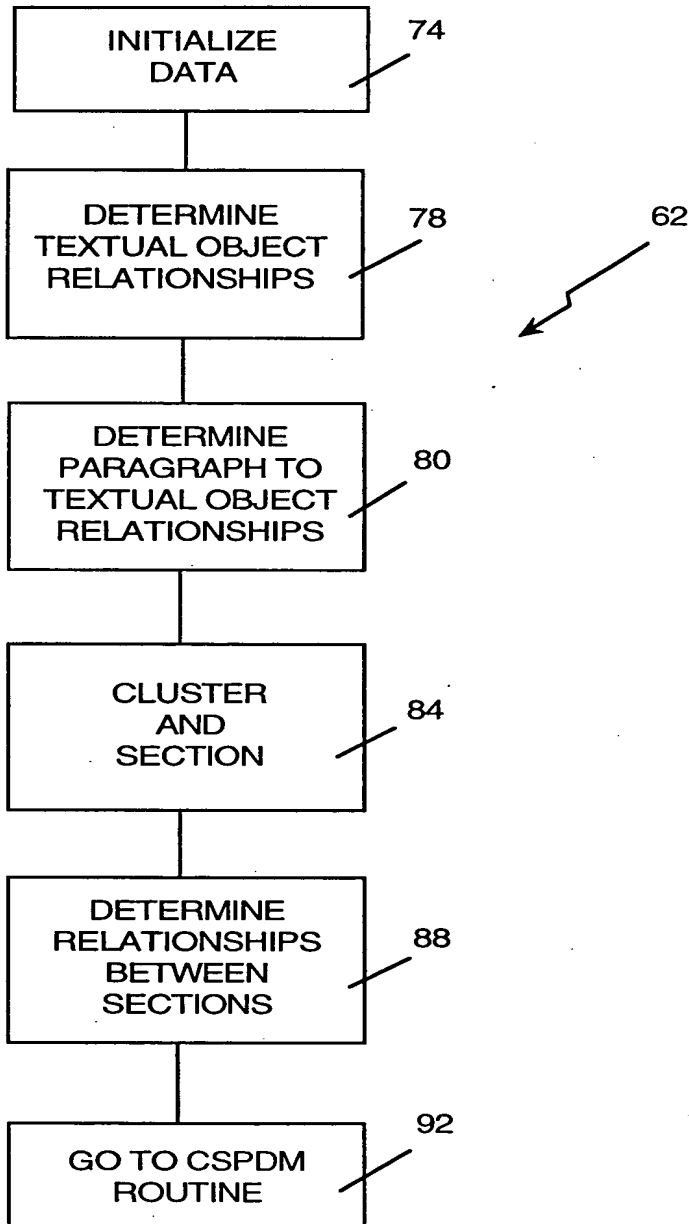 INITIALIZE
DATA
74
DETERMINE
TEXTUAL OBJECT
RELATIONSHIPS
78
62
DETERMINE
PARAGRAPH TO
TEXTUAL OBJECT
RELATIONSHIPS
80
CLUSTER
AND
SECTION
84
DETERMINE
RELATIONSHIPS
BETWEEN
SECTIONS
88
GO TO CSPDM
ROUTINE
92